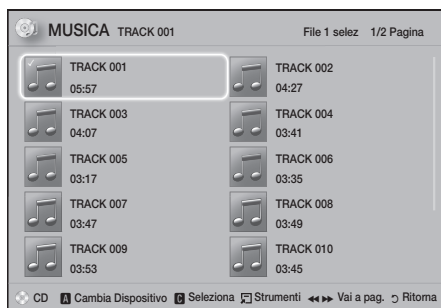 MUSICA TRACK 001 File 1 selez 1/2 Pagina
TRACK 001 TRACK 002
05:57 04:27
TRACK 003 TRACK 004
04:07 03:41
TRACK 005 TRACK 006
03:17 03:35
TRACK 007 TRACK 008
03:47 03:49
TRACK 009 TRACK 010
03:53 03:45
CD A Cambia Dispositivo C Seleziona Strumenti Vai a pag. Ritorna